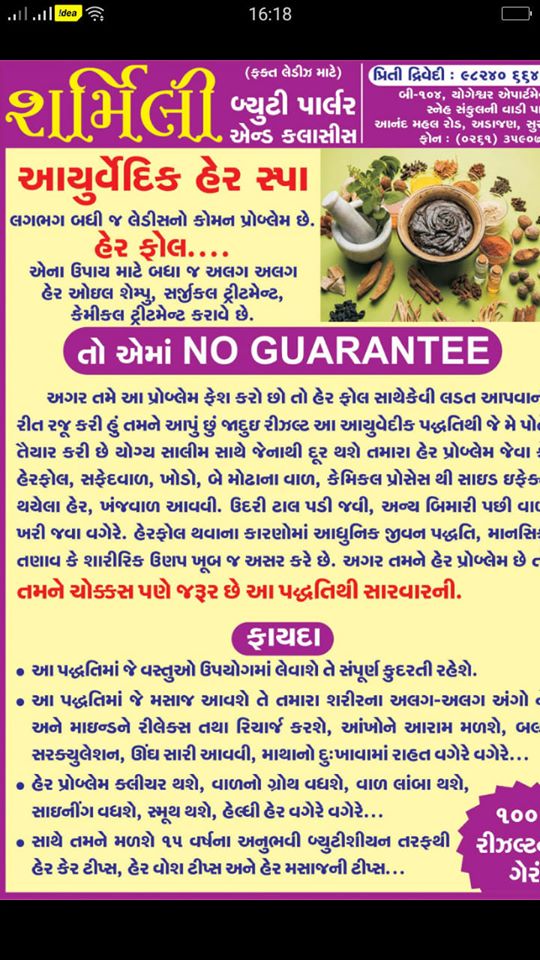 !dea
16:18
શર્મિલી
(ફક્ત લેડીઝ માટે)
બ્યુટી પાર્લર
એન્ડ કલાસીસ
પ્રિતી દ્રિવેદી : ૯૮૨૪૦ ૬૬૪
બી-૧૦૪, યોગેશ્વર એપાર્ટમે
સ્નેહ સંકુલની વાડી પા
આનંદ મહલ રોડ, અડાજણ, સુર
ફોન : (૦૨૬૧) ૩૫૯૦૭
આયુર્વેદિક હેર સ્પા
લગભગ બધી જ લેડીસનો કોમન પ્રોબ્લેમ છે.
હેર ફોલ....
એના ઉપાય માટે બધા જ અલગ અલગ
હેર ઓઇલ શેમ્પુ, સર્જીકલ ટ્રીટમેન્ટ,
કેમીકલ ટ્રીટમેન્ટ કરાવે છે.
તો એમાં NO GUARANTEE
અગર તમે આ પ્રોબ્લેમ ફેશ કરો છો તો હેર ફોલ સાથેકેવી લડત આપવાન
રીત રજૂ કરી હું તમને આપું છું જાદુઇ રીઝલ્ટ આ આયુવેદીક પદ્ધતિથી જે મે પો
તૈયાર કરી છે યોગ્ય સાલીમ સાથે જેનાથી દૂર થશે તમારા હેર પ્રોબ્લેમ જેવા
હેરફોલ, સફેદવાળ, ખોડો, બે મોઢાના વાળ, કેમિકલ પ્રોસેસ થી સાઇડ ઇફેક
થયેલા હેર, ખંજવાળ આવવી. ઉદરી ટાલ પડી જવી, અન્ય બિમારી પછી વા
ખરી જવા વગેરે. હેરફોલ થવાના કારણોમાં આધુનિક જીવન પદ્ધતિ, માનસિ
તણાવ કે શારીરિક ઉણપ ખૂબ જ અસર કરે છે. અગર તમને હેર પ્રોબ્લેમ છે ત
તમને ચોક્કસ પણે જરૂર છે આ પદ્ધતિથી સારવારની.
ફાયદા
• આ પદ્ધતિમાં જે વસ્તુઓ ઉપયોગમાં લેવાશે તે સંપૂર્ણ કુદરતી રહેશે.
• આ પદ્ધતિમાં જે મસાજ આવશે તે તમારા શરીરના અલગ-અલગ અંગો
અને માઇન્ડને રીલેક્સ તથા રિચાર્જ કરશે, આંખોને આરામ મળશે, બ્લ
સરક્યુલેશન, ઊંઘ સારી આવવી, માથાનો દુઃખાવામાં રાહત વગેરે વગેરે...
• હેર પ્રોબ્લેમ ક્લીચર થશે, વાળનો ગ્રોથ વધશે, વાળ લાંબા થશે,
સાઇનીંગ વધશે, સ્મૂથ થશે, હેલ્ધી હેર વગેરે વગેરે...
• સાથે તમને મળશે ૧૫ વર્ષના અનુભવી બ્યુટીશીયન તરફથી
હેર કેર ટીપ્સ, હેર વોશ ટીપ્સ અને હેર મસાજની ટીપ્સ...
૧૦૦
રીઝલ્ટ
ગેરં